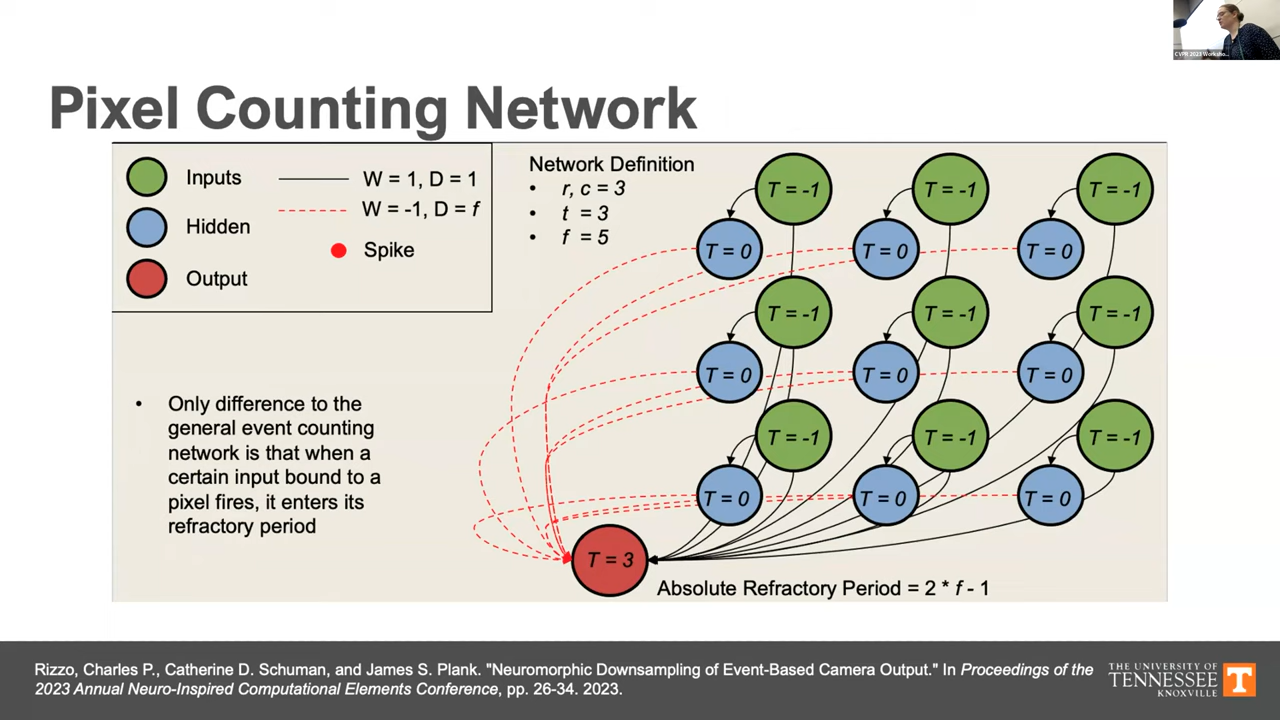 CVPR 2023 Worksho...
Pixel Counting Network
Inputs
Hidden
Output
W = 1, D = 1
W = -1, D = f
Spike
Network Definition
• r, c = 3
• t = 3
• f = 5
T = -1 T = -1 T = -1
T = 0 T = 0 T = 0
T = -1 T = -1 T = -1
T = 0 T = 0 T = 0
T = -1 T = -1 T = -1
T = 0 T = 0 T = 0
T = 3
Absolute Refractory Period = 2 * f - 1
• Only difference to the
general event counting
network is that when a
certain input bound to a
pixel fires, it enters its
refractory period
Rizzo, Charles P., Catherine D. Schuman, and James S. Plank. "Neuromorphic Downsampling of Event-Based Camera Output." In Proceedings of the
2023 Annual Neuro-Inspired Computational Elements Conference, pp. 26-34. 2023.
THE UNIVERSITY OF
TENNESSEE
KNOXVILLE
T